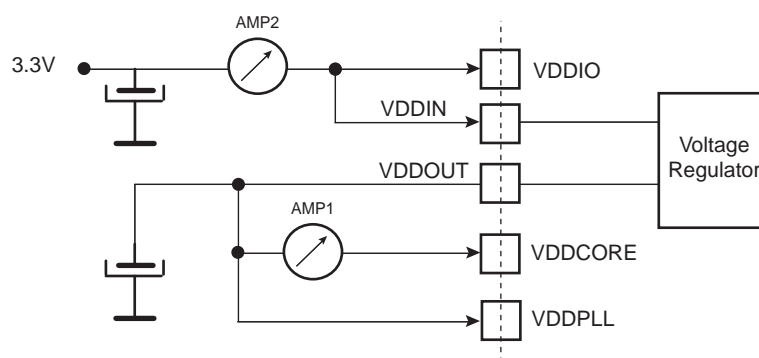 AMP2
3.3V
VDDIO
VDDIN
Voltage
Regulator
VDDOUT
AMP1
VDDCORE
VDDPLL